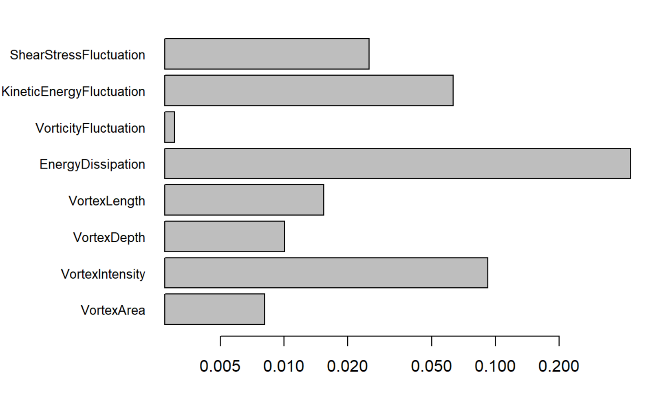 ShearStressFluctuation
KineticEnergyFluctuation
VorticityFluctuation
EnergyDissipation
VortexLength
VortexDepth
VortexIntensity
VortexArea
0.005 0.010 0.020 0.050 0.100 0.200